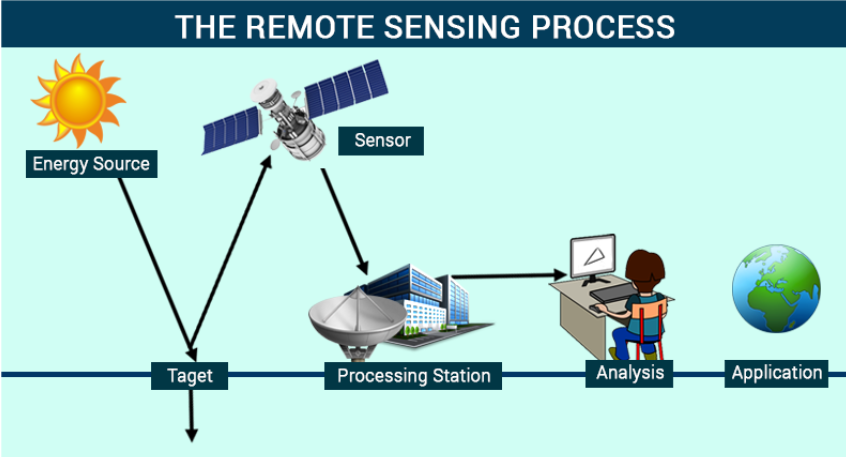 THE REMOTE SENSING PROCESS
Energy Source
Sensor
Taget
Processing Station
Analysis
Application